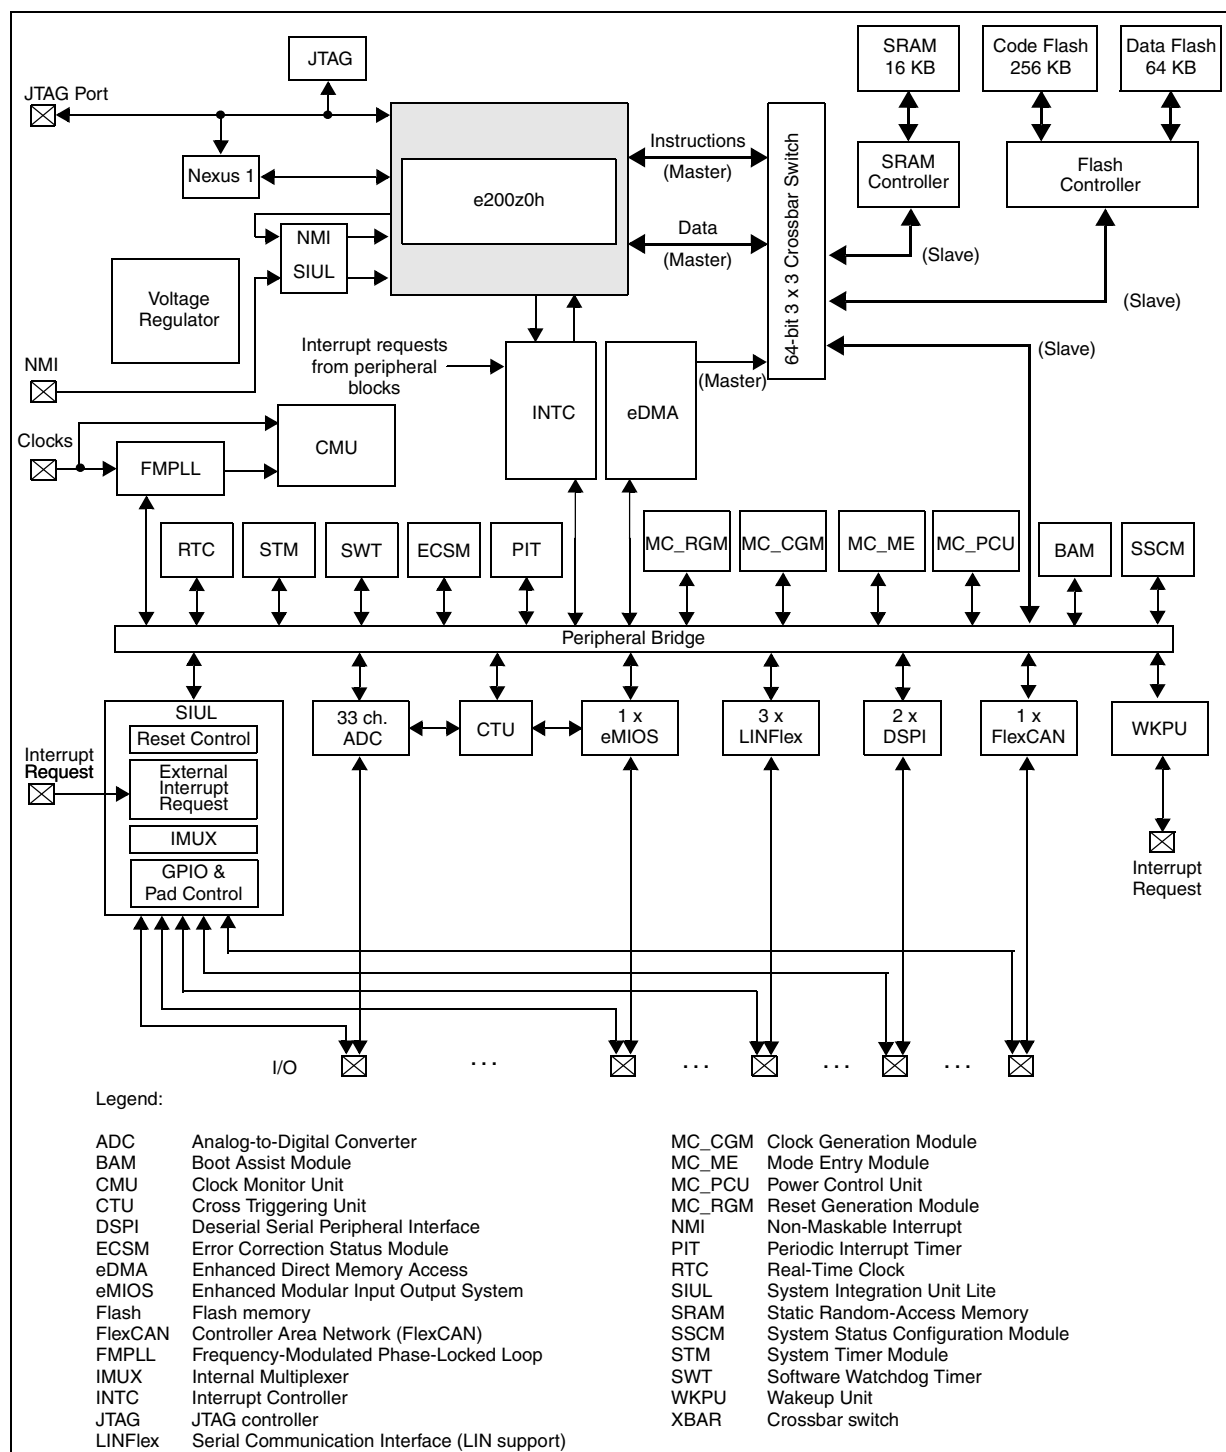 JTAG
SRAM
16 KB
Code Flash
256 KB
Data Flash
64 KB
JTAG Port
Nexus 1
e200z0h
Instructions
(Master)
Data
(Master)
64-bit 3 x 3 Crossbar Switch
SRAM
Controller
Flash
Controller
(Slave)
(Slave)
(Slave)
NMI
SIUL
Voltage
Regulator
NMI
Interrupt requests
from peripheral
blocks
INTC
eDMA
(Master)
Clocks
CMU
FMPLL
RTC
STM
SWT
ECSM
PIT
MC_RGM
MC_CGM
MC_ME
MC_PCU
BAM
SSCM
Peripheral Bridge
SIUL
Reset Control
External
Interrupt
Request
IMUX
GPIO &
Pad Control
Interrupt
Request
33 ch.
ADC
CTU
1 x
eMIOS
3 x
LINFlex
2 x
DSPI
1 x
FlexCAN
WKPU
Interrupt
Request
I/O
. . .
. . .
. . .
. . .
Legend:
ADC Analog-to-Digital Converter
BAM Boot Assist Module
CMU Clock Monitor Unit
CTU Cross Triggering Unit
DSPI Deserial Serial Peripheral Interface
ECSM Error Correction Status Module
eDMA Enhanced Direct Memory Access
eMIOS Enhanced Modular Input Output System
Flash Flash memory
FlexCAN Controller Area Network (FlexCAN)
FMPLL Frequency-Modulated Phase-Locked Loop
IMUX Internal Multiplexer
INTC Interrupt Controller
JTAG JTAG controller
LINFlex Serial Communication Interface (LIN support)
MC_CGM Clock Generation Module
MC_ME Mode Entry Module
MC_PCU Power Control Unit
MC_RGM Reset Generation Module
NMI Non-Maskable Interrupt
PIT Periodic Interrupt Timer
RTC Real-Time Clock
SIUL System Integration Unit Lite
SRAM Static Random-Access Memory
SSCM System Status Configuration Module
STM System Timer Module
SWT Software Watchdog Timer
WKPU Wakeup Unit
XBAR Crossbar switch